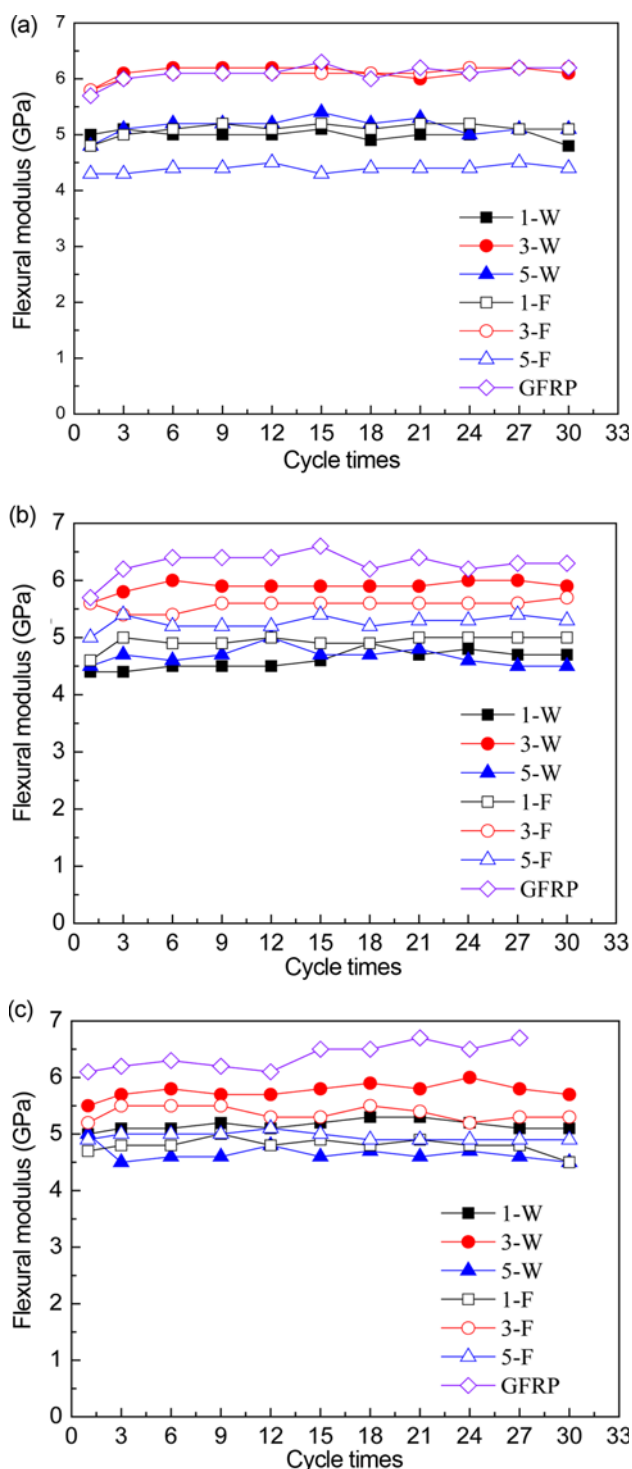 (a)
7
6
5
4
3
2
1
0
Flexural modulus (GPa)
1-W
3-W
5-W
1-F
3-F
5-F
GFRP
0 3 6 9 12 15 18 21 24 27 30 33
Cycle times
(b)
7
6
5
4
3
2
1
0
Flexural modulus (GPa)
1-W
3-W
5-W
1-F
3-F
5-F
GFRP
0 3 6 9 12 15 18 21 24 27 30 33
Cycle times
(c)
7
6
5
4
3
2
1
0
Flexural modulus (GPa)
1-W
3-W
5-W
1-F
3-F
5-F
GFRP
0 3 6 9 12 15 18 21 24 27 30 33
Cycle times